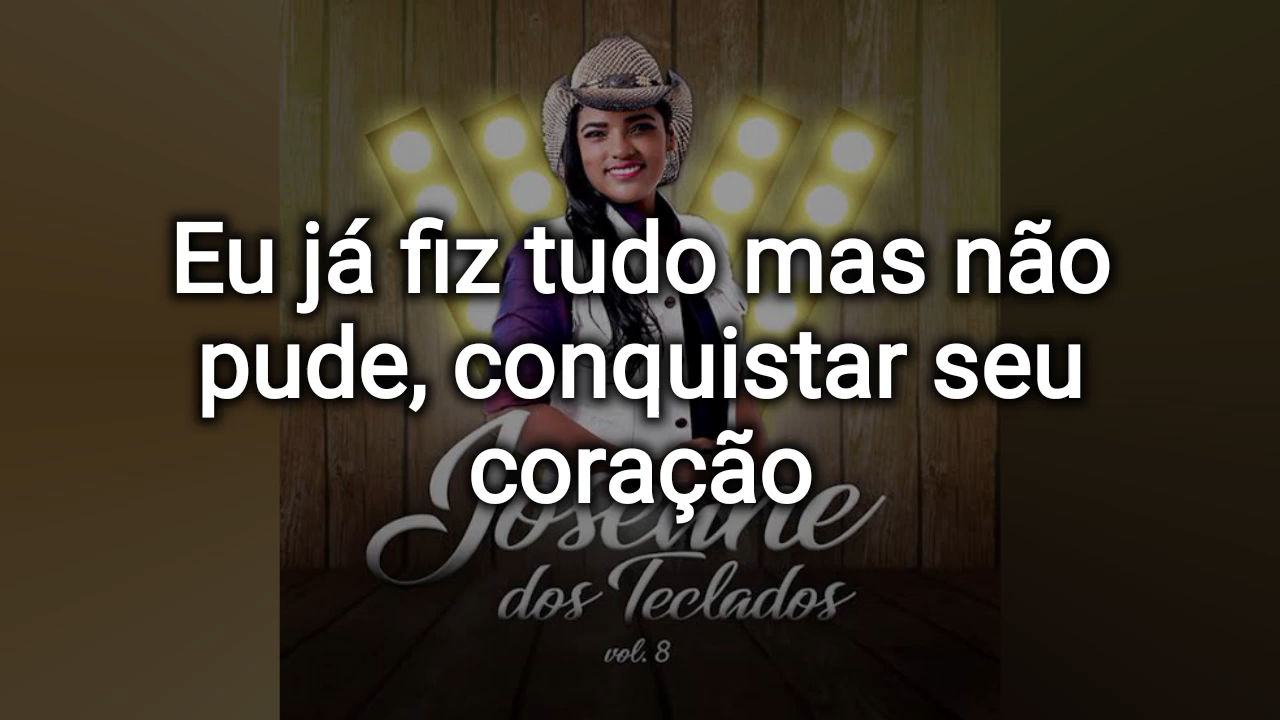 Eu já fiz tudo mas não
pude, conquistar seu
coração
dos Teclados
vol. 8